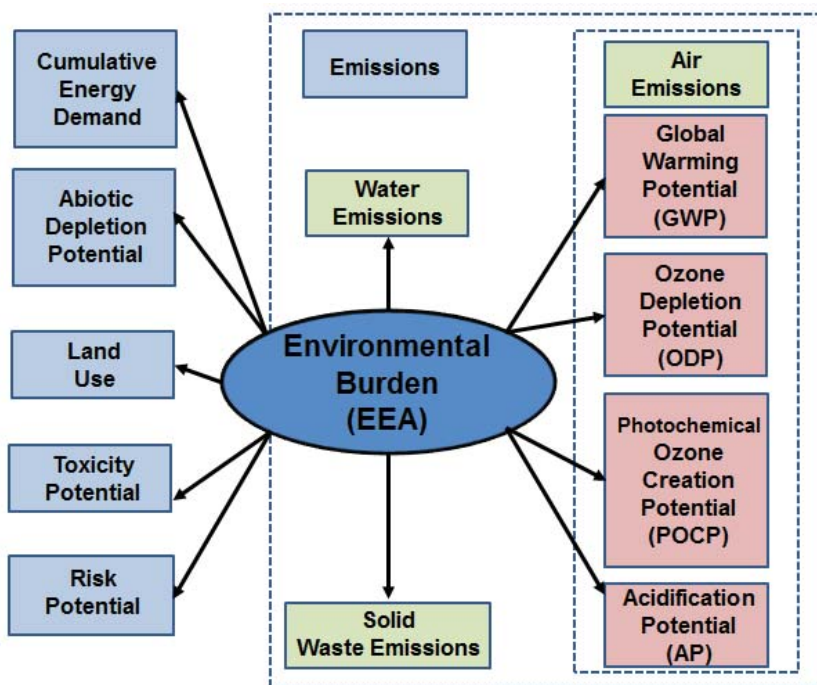 Cumulative
Energy
Demand
Abiotic
Depletion
Potential
Land
Use
Toxicity
Potential
Risk
Potential
Emissions
Water
Emissions
Environmental
Burden
(EEA)
Solid
Waste Emissions
Air
Emissions
Global
Warming
Potential
(GWP)
Ozone
Depletion
Potential
(ODP)
Photochemical
Ozone
Creation
Potential
(POCP)
Acidification
Potential
(AP)